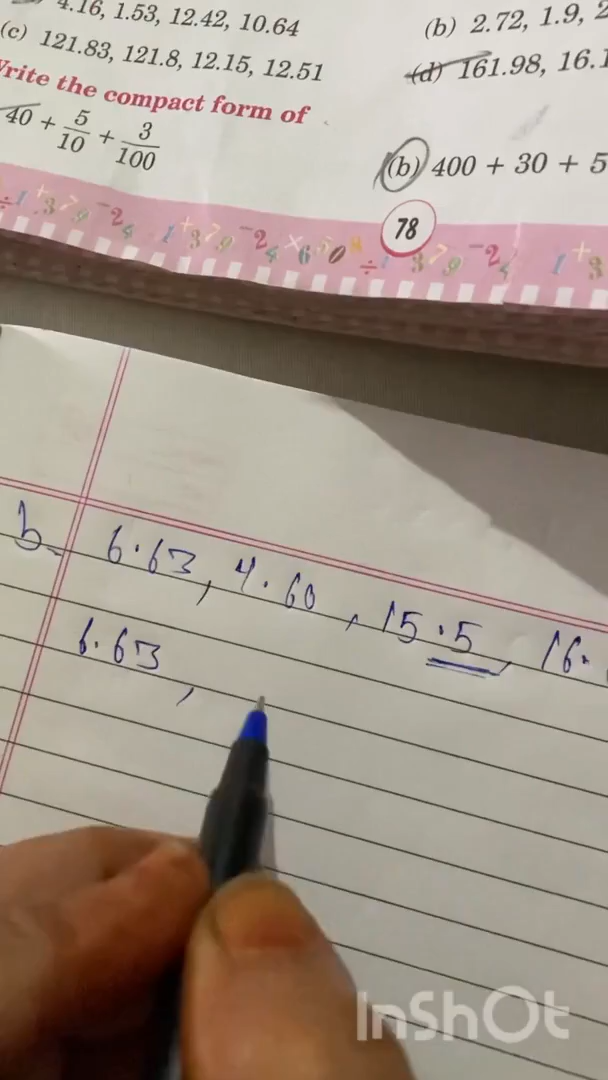 4.16, 1.53, 12.42, 10.64
(b) 2.72, 1.9,
(c) 121.83, 121.8, 12.15, 12.51
(d) 161.98, 16.1
Write the compact form of
40 + 5/10 + 3/100
(b) 400 + 30 + 5
78
b. 6.63, 4.60, 15.5, 16.
6.63,
InShOt